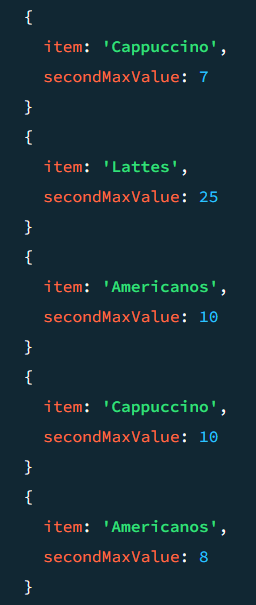 {
  item: 'Cappuccino',
  secondMaxValue: 7
}
{
  item: 'Lattes',
  secondMaxValue: 25
}
{
  item: 'Americanos',
  secondMaxValue: 10
}
{
  item: 'Cappuccino',
  secondMaxValue: 10
}
{
  item: 'Americanos',
  secondMaxValue: 8
}